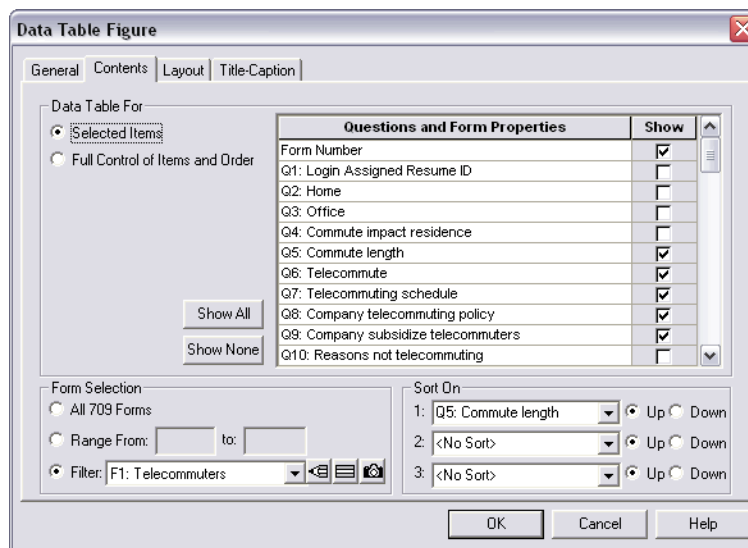 Data Table Figure
General Contents Layout Title-Caption
Data Table For
Selected Items
Full Control of Items and Order
Show All
Show None
Questions and Form Properties Show
Form Number
Q1: Login Assigned Resume ID
Q2: Home
Q3: Office
Q4: Commute impact residence
Q5: Commute length
Q6: Telecommute
Q7: Telecommuting schedule
Q8: Company telecommuting policy
Q9: Company subsidize telecommuters
Q10: Reasons not telecommuting
Form Selection
All 709 Forms
Range From: to:
Filter: F1: Telecommuters
Sort On
1: Q5: Commute length Up Down
2: <No Sort> Up Down
3: <No Sort> Up Down
OK Cancel Help